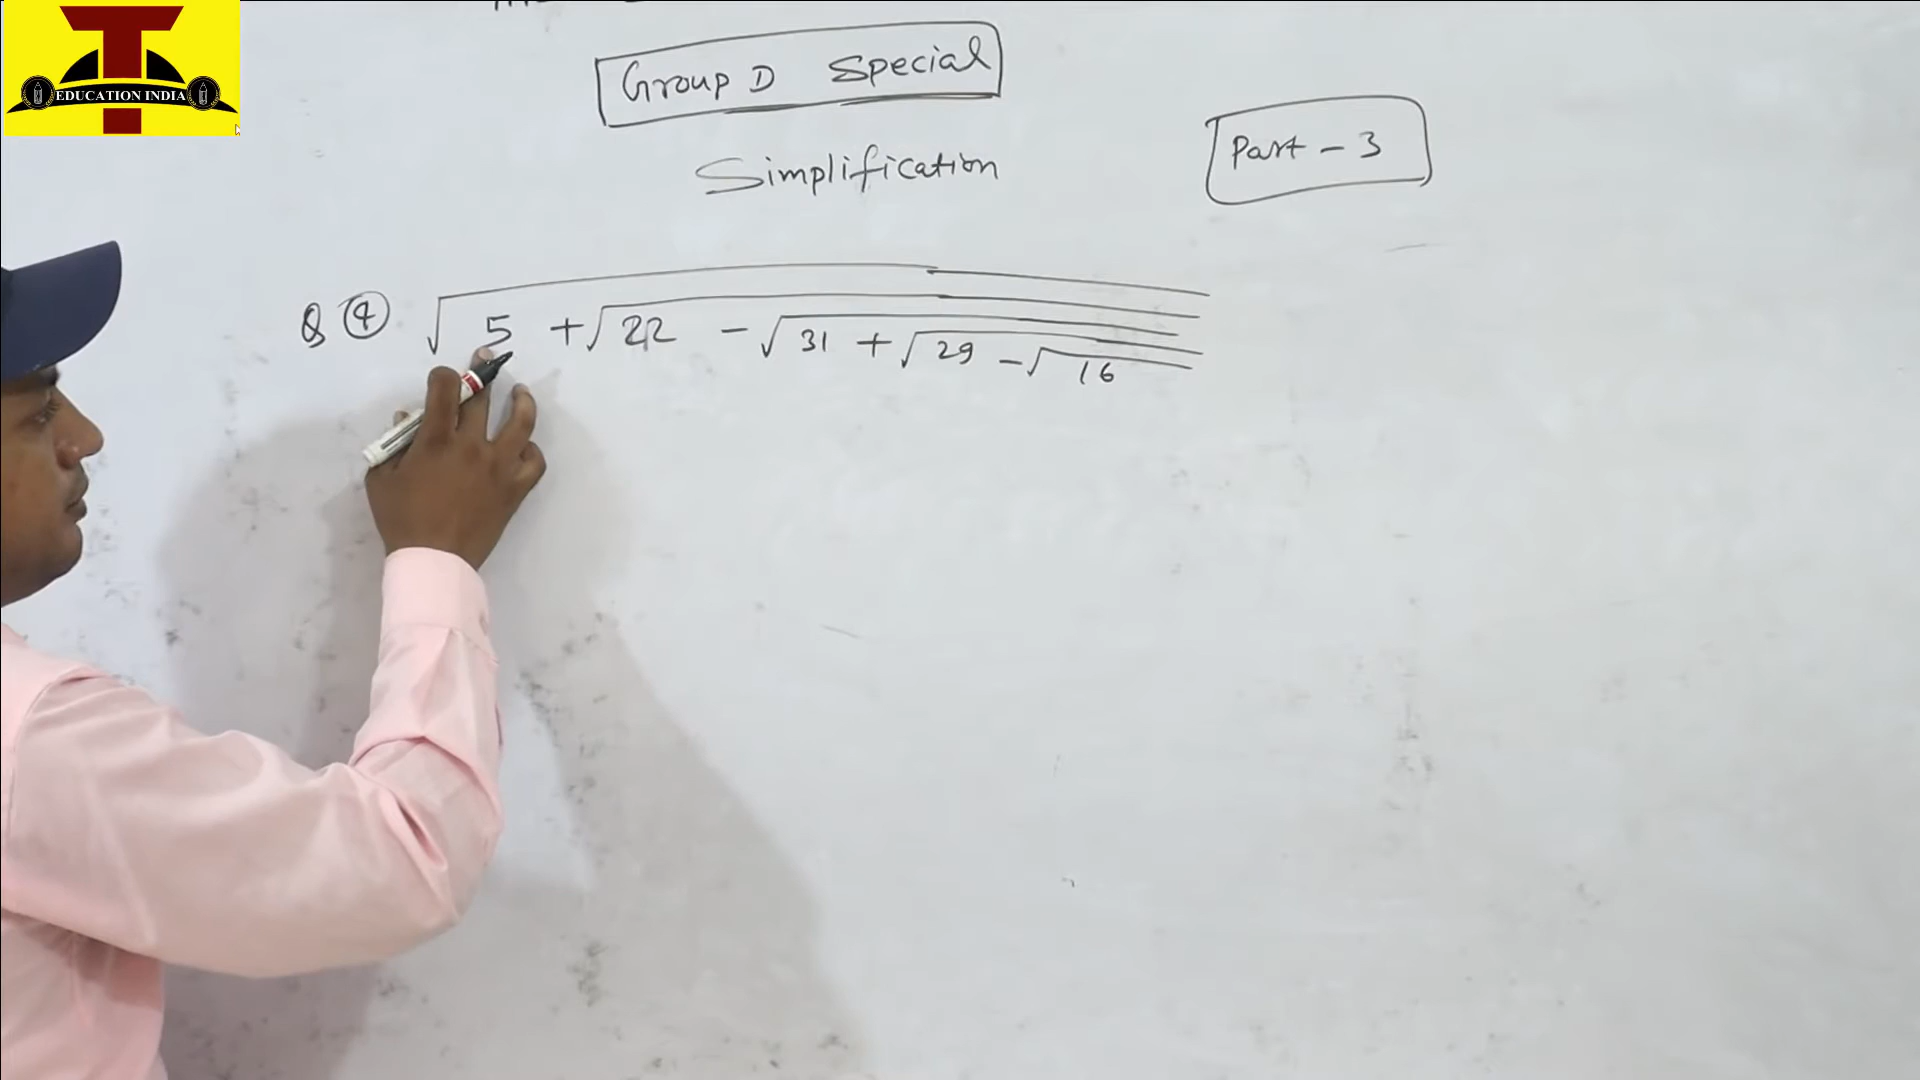 EDUCATION INDIA
Group D Special
Simplification
Part - 3
Q ④ √5 + √22 - √31 + √29 - √16